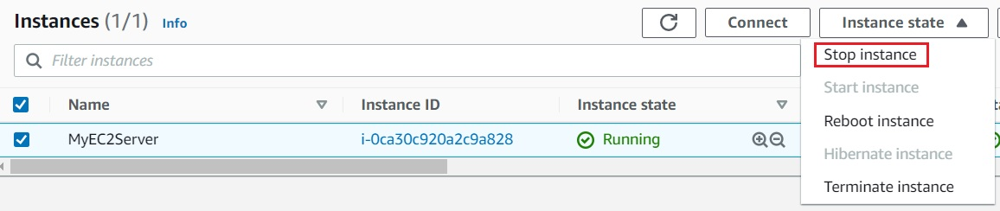 Instances (1/1) Info Connect Instance state
Filter instances
Stop instance
Start instance
Name Instance ID Instance state
Reboot instance
MyEC2Server i-0ca30c920a2c9a828 Running
Hibernate instance
Terminate instance